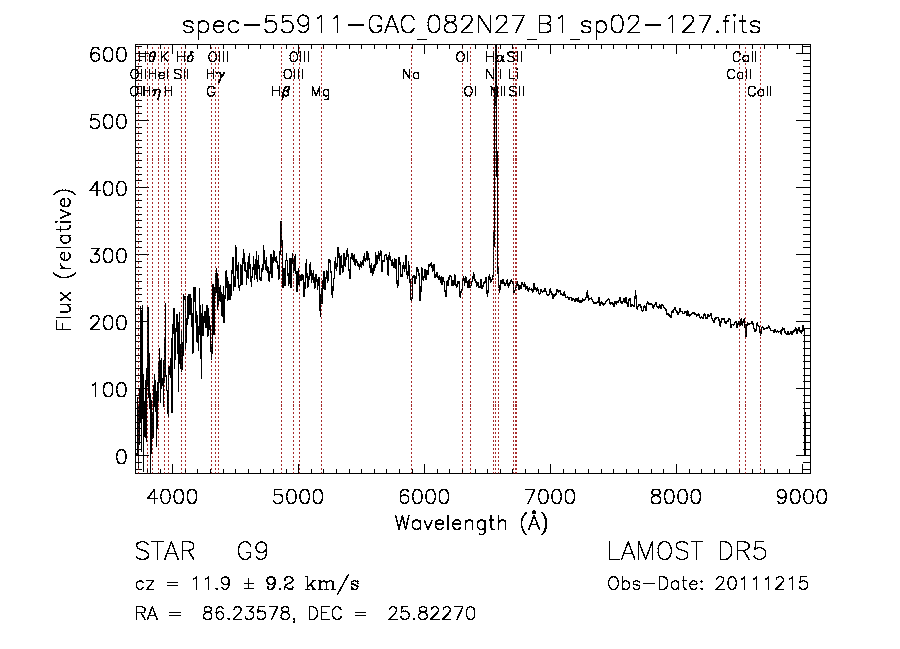 spec-55911-GAC_082N27_B1_sp02-127.fits
Hθ K Hδ OIII OIII OI Hα SII CaII
OII HeI SII Hγ OIII Na NII Li CaII
OII Hη H G Hβ Mg OI NII SII CaII
600
500
400
300
200
100
0
Flux (relative)
4000 5000 6000 7000 8000 9000
Wavelength (Å)
STAR G9 LAMOST DR5
cz = 11.9 ± 9.2 km/s Obs-Date: 20111215
RA = 86.23578, DEC = 25.82270